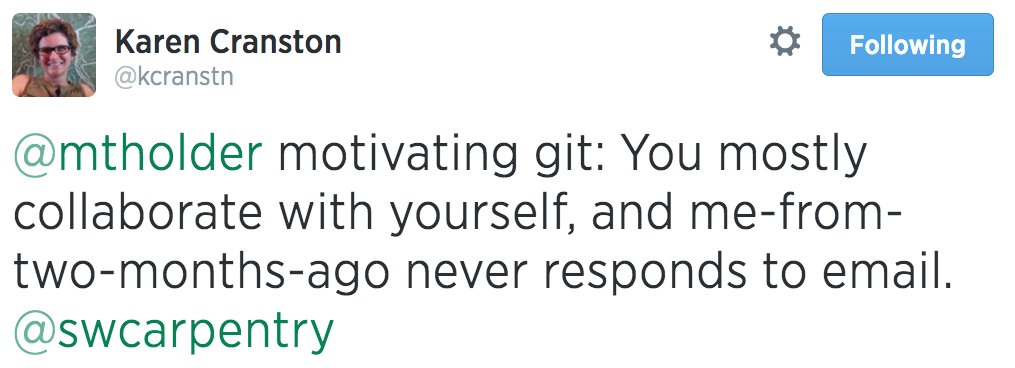 Karen Cranston
@kcranstn
Following
@mtholder motivating git: You mostly
collaborate with yourself, and me-from-
two-months-ago never responds to email.
@swcarpentry